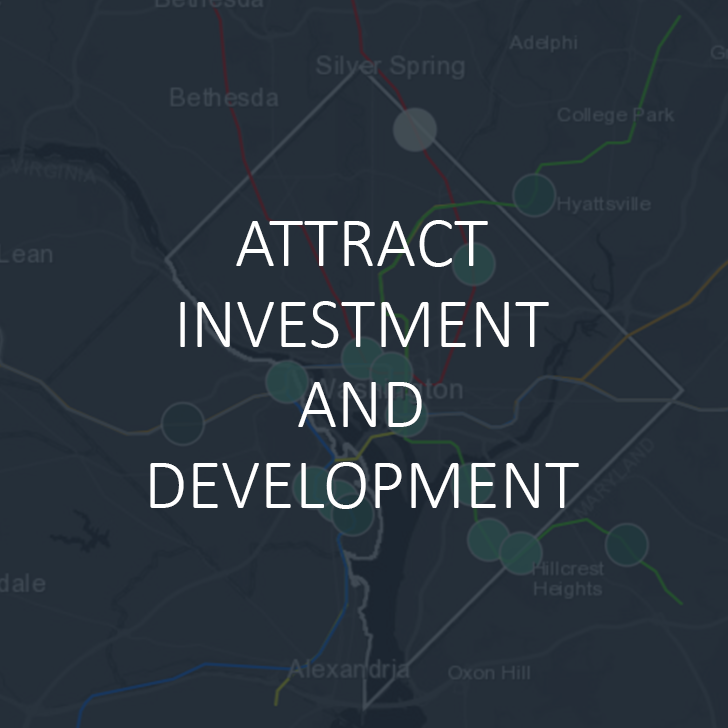 Bethesda
Adelphi
Silver Spring
Bethesda
College Park
VIRGINIA
Hyattsville
Lean
ATTRACT
INVESTMENT
Washington
AND
DEVELOPMENT
MARYLAND
Hillcrest
Heights
dale
Alexandria
Oxon Hill